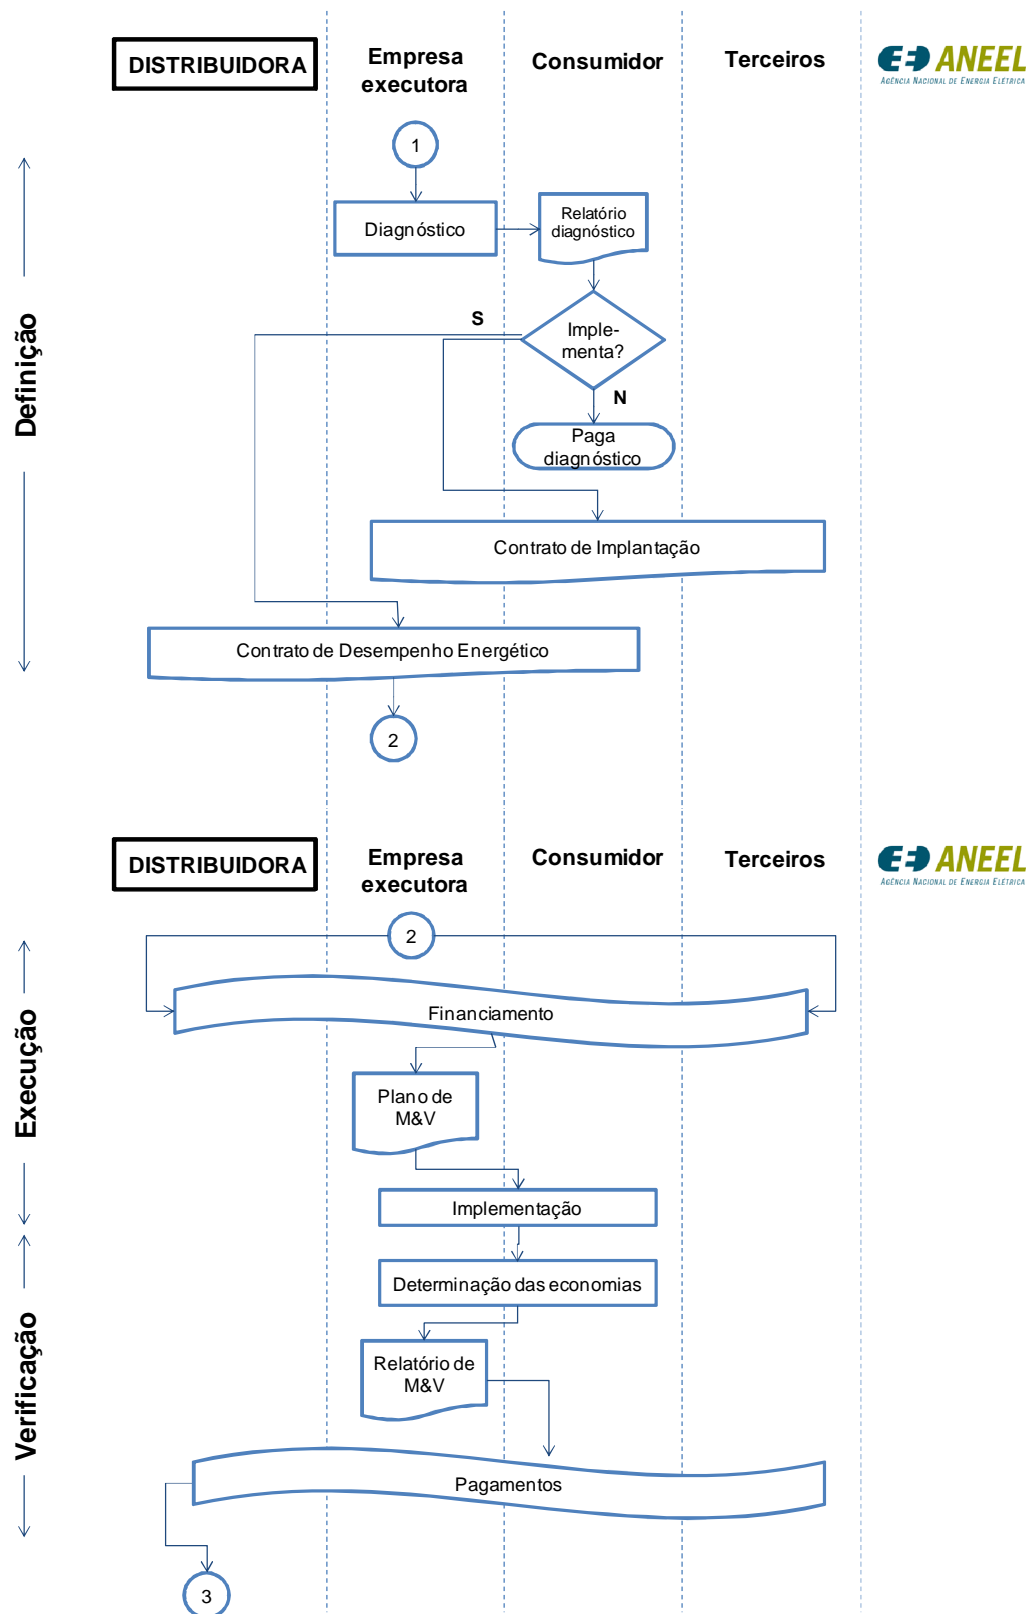 DISTRIBUIDORA
Empresa
executora
Consumidor
Terceiros
ANEEL
AGÊNCIA NACIONAL DE ENERGIA ELÉTRICA
1
Definição
Diagnóstico
Relatório
diagnóstico
S
Imple-
menta?
N
Paga
diagnóstico
Contrato de Implantação
Contrato de Desempenho Energético
2
DISTRIBUIDORA
Empresa
executora
Consumidor
Terceiros
ANEEL
AGÊNCIA NACIONAL DE ENERGIA ELÉTRICA
2
Execução
Financiamento
Plano de
M&V
Implementação
Verificação
Determinação das economias
Relatório de
M&V
Pagamentos
3